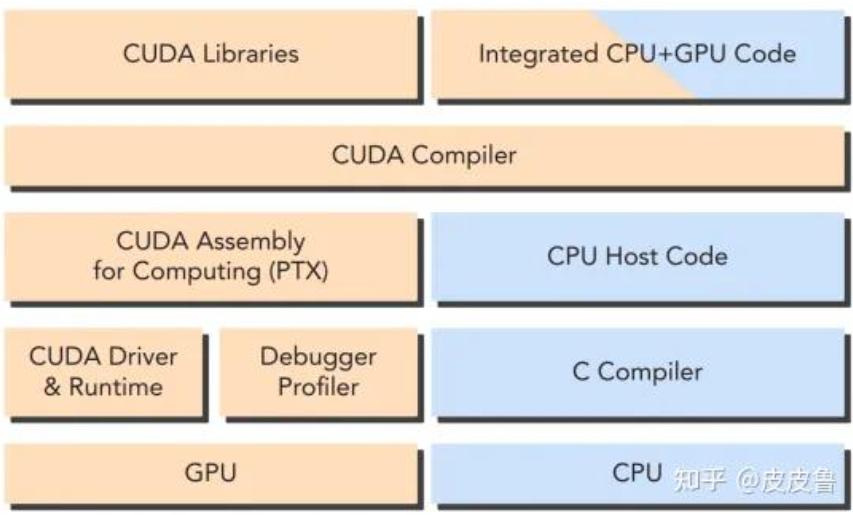 CUDA Libraries
Integrated CPU+GPU Code
CUDA Compiler
CUDA Assembly
for Computing (PTX)
CPU Host Code
CUDA Driver
& Runtime
Debugger
Profiler
C Compiler
GPU
CPU
知乎 @皮皮鲁